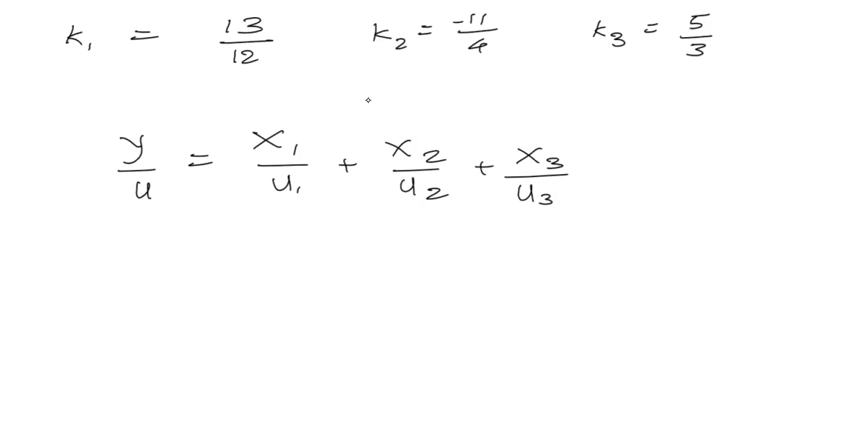 k₁ = 13/12 k₂ = -11/4 k₃ = 5/3
y/u = x₁/u₁ + x₂/u₂ + x₃/u₃